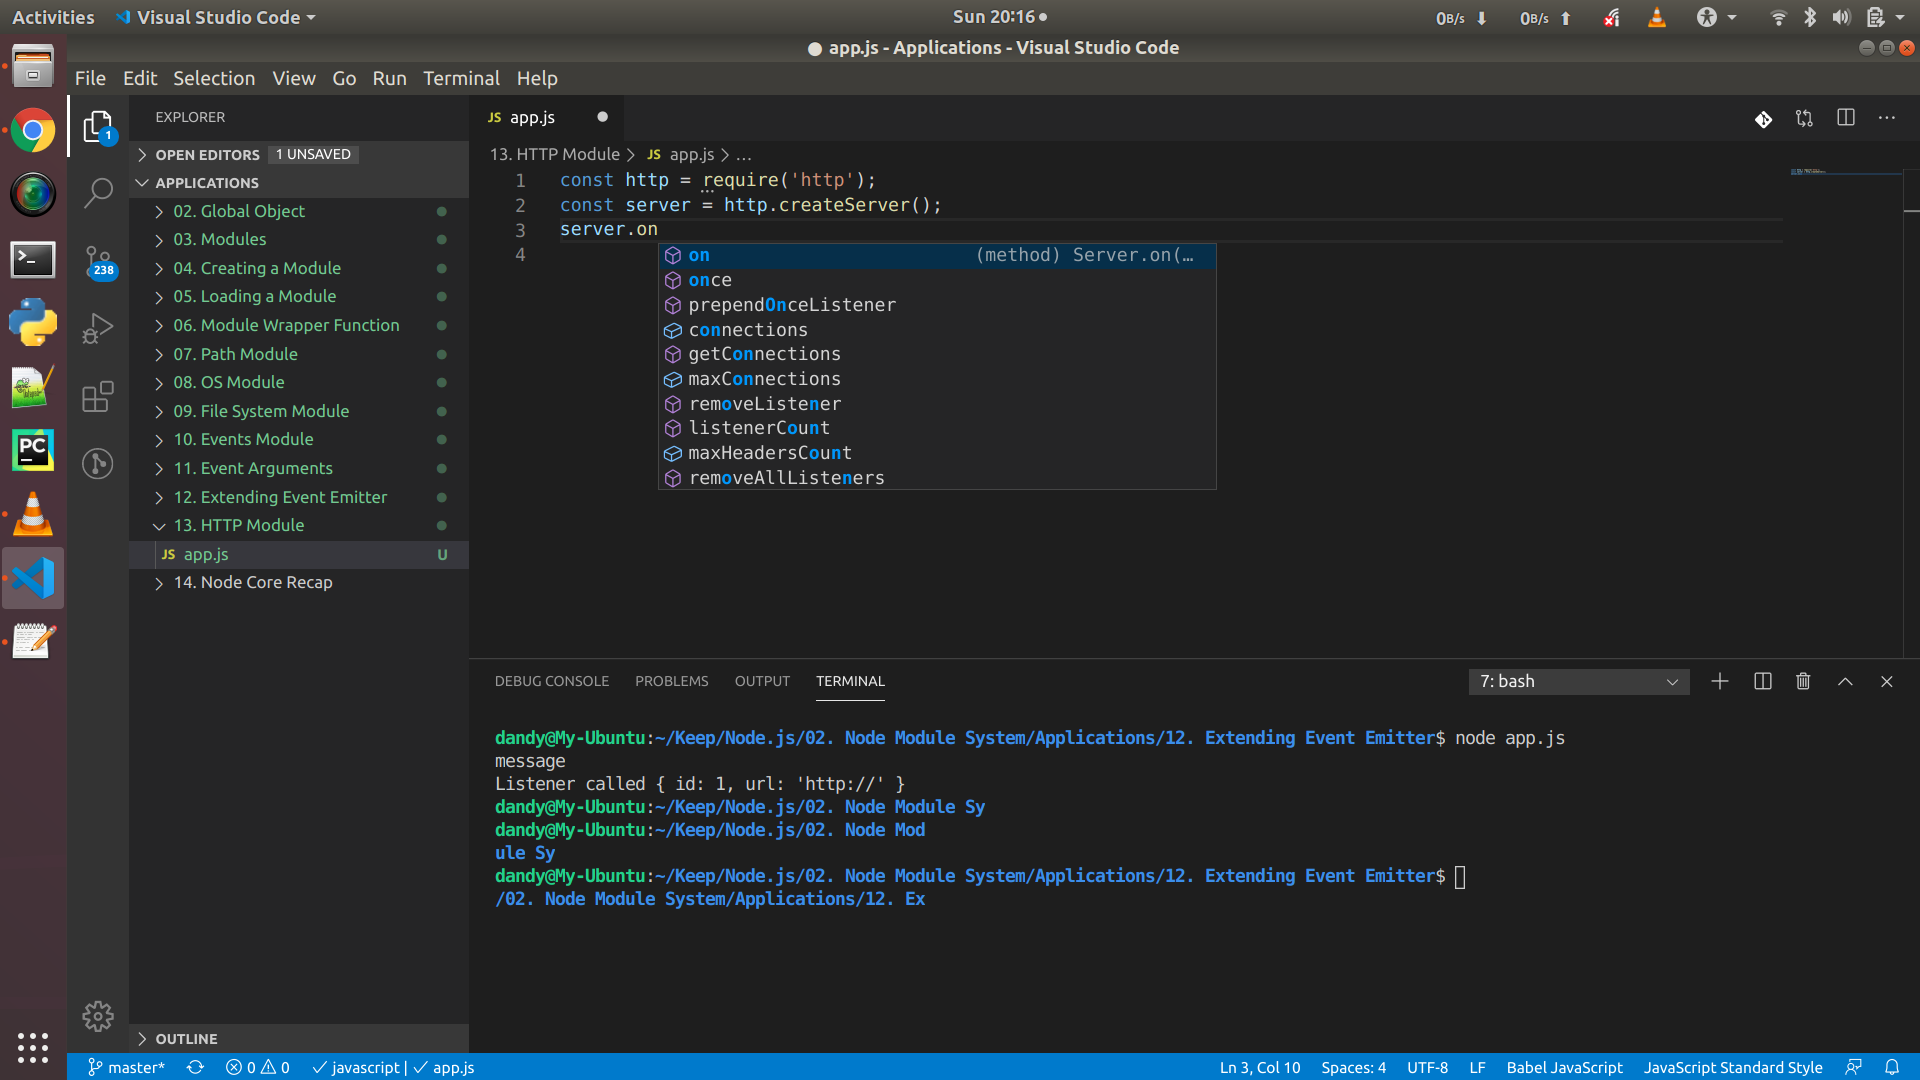 Activities Visual Studio Code Sun 20:16 0B/s 0B/s
app.js - Applications - Visual Studio Code
File Edit Selection View Go Run Terminal Help
EXPLORER
1
OPEN EDITORS 1 UNSAVED
APPLICATIONS
02. Global Object
03. Modules
04. Creating a Module
238
05. Loading a Module
06. Module Wrapper Function
07. Path Module
08. OS Module
09. File System Module
10. Events Module
11. Event Arguments
12. Extending Event Emitter
13. HTTP Module
JS app.js U
14. Node Core Recap
OUTLINE
PC
JS app.js
13. HTTP Module > JS app.js > ...
1 const http = require('http');
2 const server = http.createServer();
3 server.on
4
on (method) Server.on(…
once
prependOnceListener
connections
getConnections
maxConnections
removeListener
listenerCount
maxHeadersCount
removeAllListeners
DEBUG CONSOLE PROBLEMS OUTPUT TERMINAL 7: bash
dandy@My-Ubuntu:~/Keep/Node.js/02. Node Module System/Applications/12. Extending Event Emitter$ node app.js
message
Listener called { id: 1, url: 'http://' }
dandy@My-Ubuntu:~/Keep/Node.js/02. Node Module Sy
dandy@My-Ubuntu:~/Keep/Node.js/02. Node Mod
ule Sy
dandy@My-Ubuntu:~/Keep/Node.js/02. Node Module System/Applications/12. Extending Event Emitter$
/02. Node Module System/Applications/12. Ex
master* 0 0 javascript | app.js Ln 3, Col 10 Spaces: 4 UTF-8 LF Babel JavaScript JavaScript Standard Style